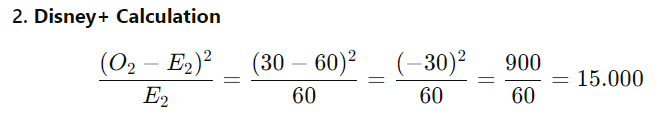 2. Disney+ Calculation
(O₂ − E₂)² / E₂ = (30 − 60)² / 60 = (−30)² / 60 = 900 / 60 = 15.000